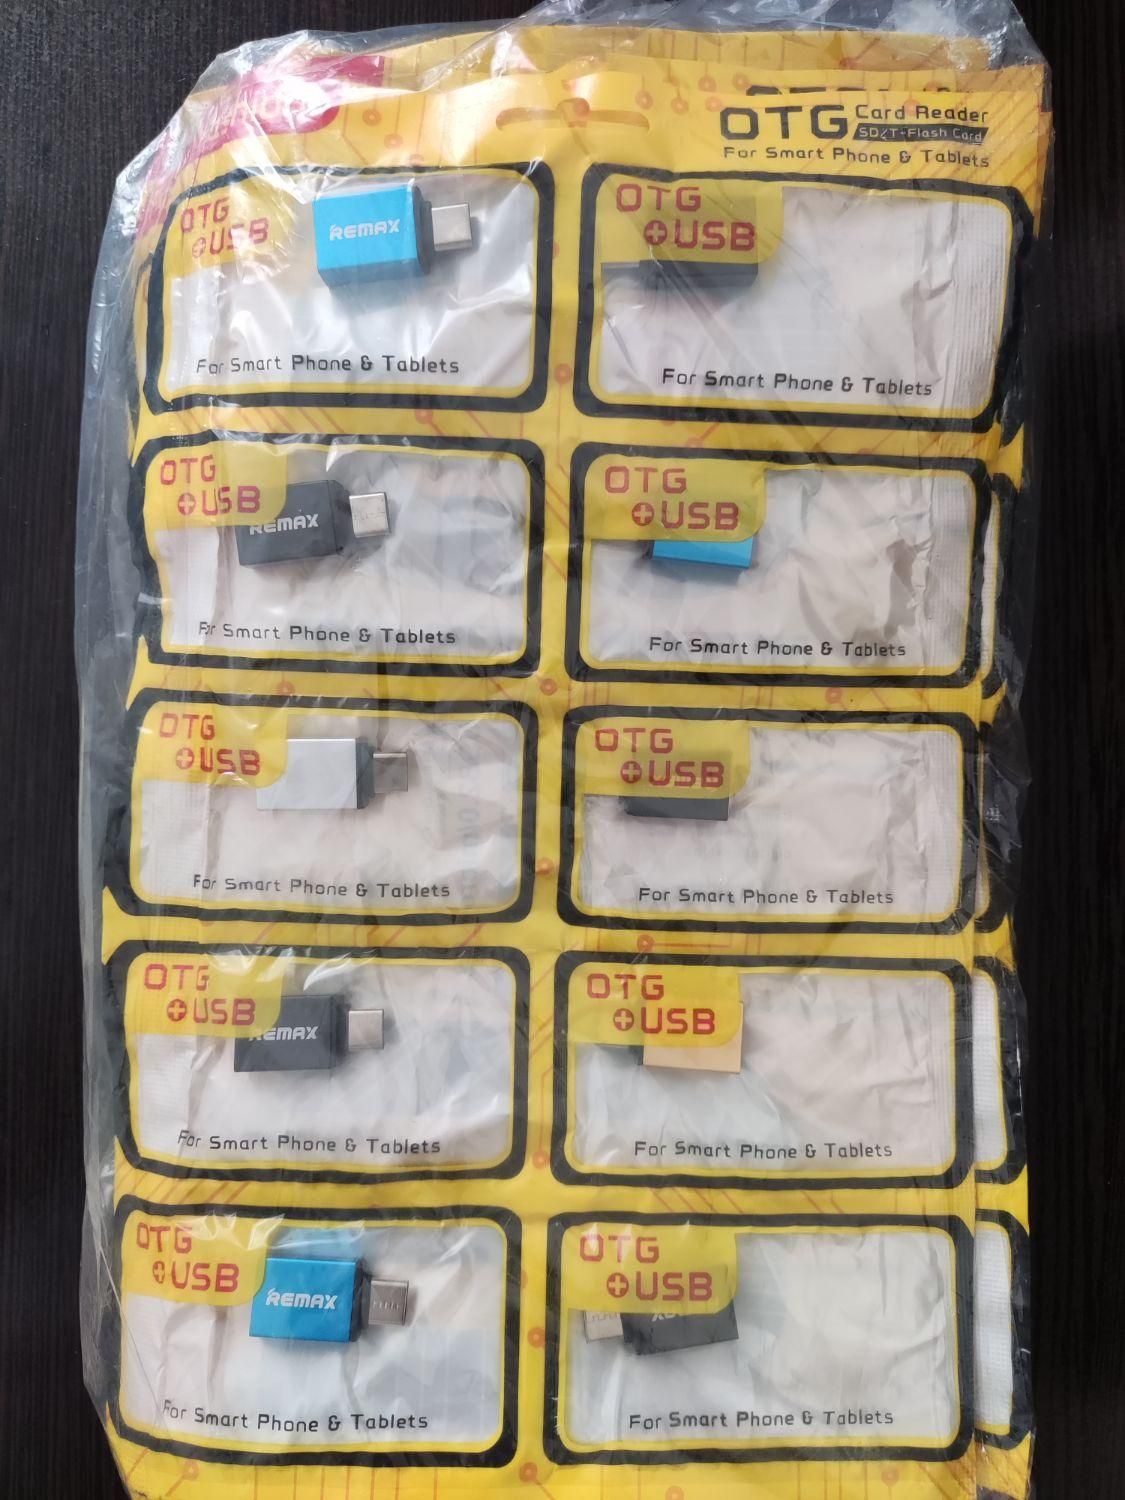 OTG Card Reader
SD/T-Flash Card
For Smart Phone & Tablets
OTG
+USB
REMAX
For Smart Phone & Tablets
OTG
+USB
For Smart Phone & Tablets
OTG
+USB
REMAX
For Smart Phone & Tablets
OTG
+USB
For Smart Phone & Tablets
OTG
+USB
For Smart Phone & Tablets
OTG
+USB
For Smart Phone & Tablets
OTG
+USB
REMAX
For Smart Phone & Tablets
OTG
+USB
For Smart Phone & Tablets
OTG
+USB
REMAX
For Smart Phone & Tablets
OTG
+USB
For Smart Phone & Tablets